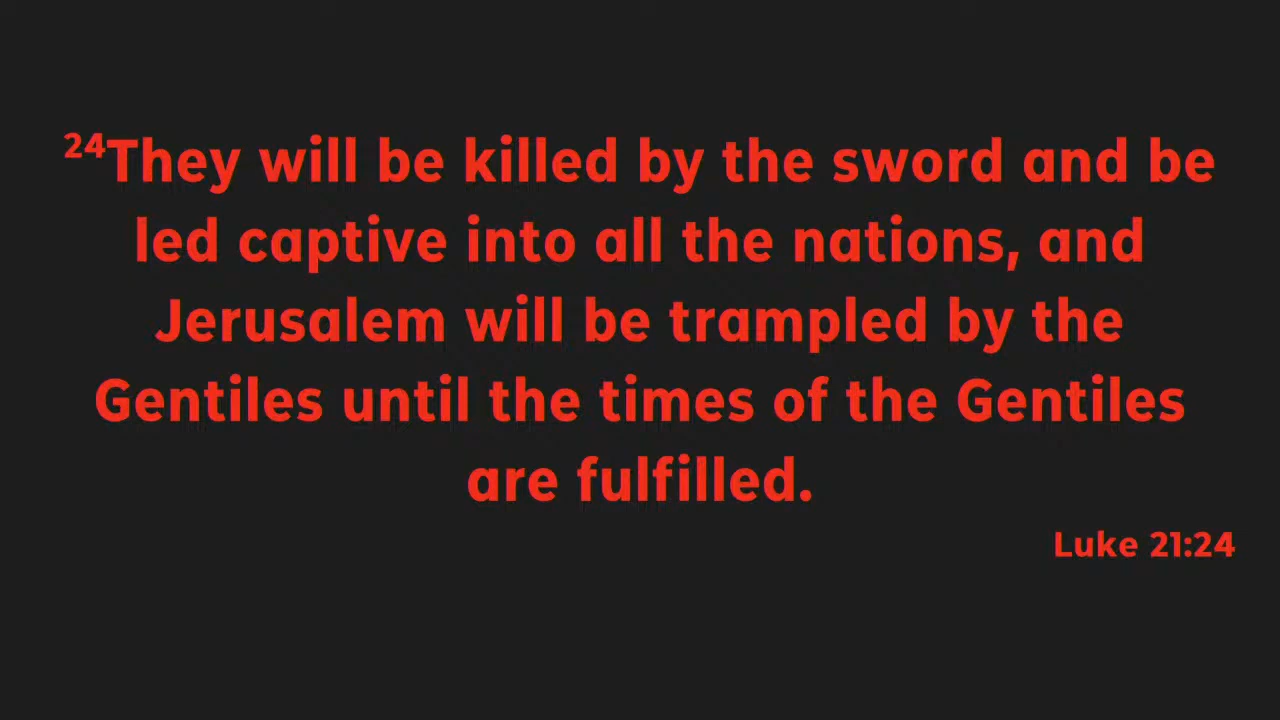 ²⁴They will be killed by the sword and be
led captive into all the nations, and
Jerusalem will be trampled by the
Gentiles until the times of the Gentiles
are fulfilled.
Luke 21:24